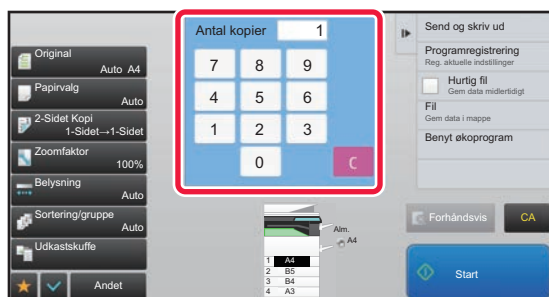 Original
Auto A4
Papirvalg
Auto
2-Sidet Kopi
1-Sidet→1-Sidet
Zoomfaktor
100%
Belysning
Auto
Sortering/gruppe
Auto
Udkastskuffe
Andet
Antal kopier 1
7 8 9
4 5 6
1 2 3
0 C
Alm.
A4
1 A4
2 B5
3 B4
4 A3
Send og skriv ud
Programregistrering
Reg. aktuelle indstillinger
Hurtig fil
Gem data midlertidigt
Fil
Gem data i mappe
Benyt økoprogram
Forhåndsvis CA
Start